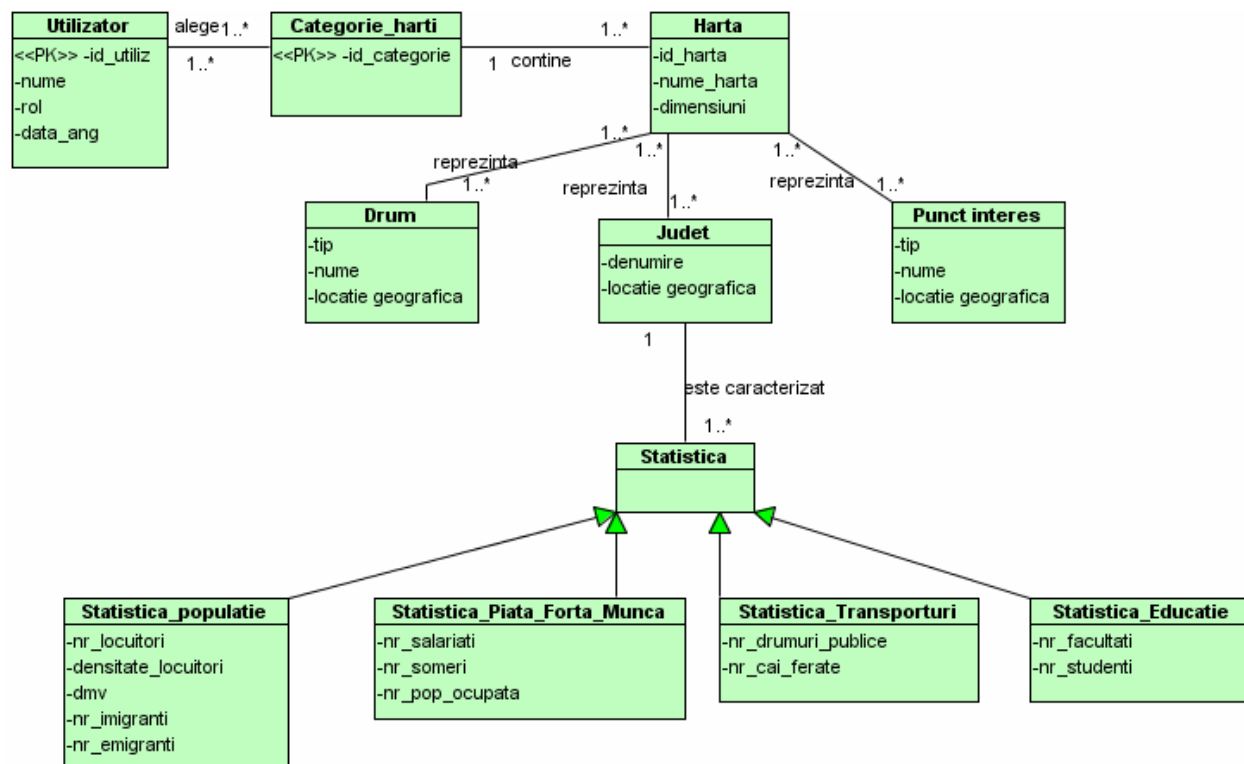 Utilizator
<<PK>> -id_utiliz
-nume
-rol
-data_ang
alege
1..*
1..*
Categorie_harti
<<PK>> -id_categorie
1
contine
1..*
Harta
-id_harta
-nume_harta
-dimensiuni
1..*
reprezinta
1..*
1..*
reprezinta
1..*
1..*
reprezinta
1..*
Drum
-tip
-nume
-locatie geografica
Judet
-denumire
-locatie geografica
Punct interes
-tip
-nume
-locatie geografica
1
este caracterizat
1..*
Statistica
Statistica_populatie
-nr_locuitori
-densitate_locuitori
-dmv
-nr_imigranti
-nr_emigranti
Statistica_Piata_Forta_Munca
-nr_salariati
-nr_someri
-nr_pop_ocupata
Statistica_Transporturi
-nr_drumuri_publice
-nr_cai_ferate
Statistica_Educatie
-nr_facultati
-nr_studenti